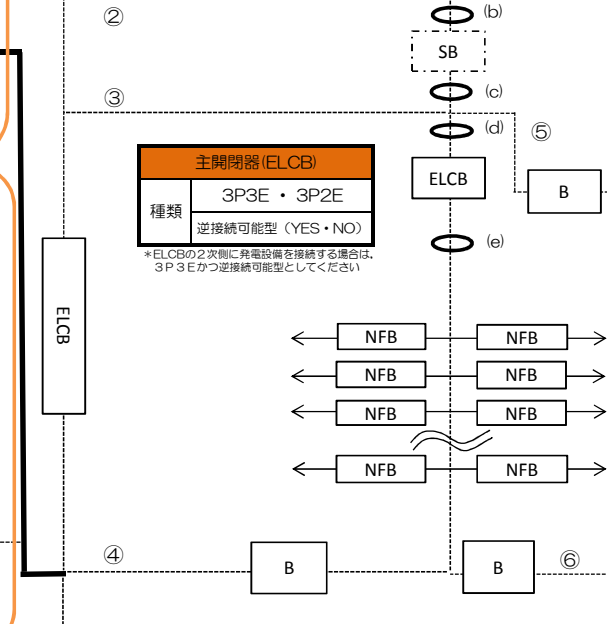 ②
(b)
SB
③
(c)
(d)
⑤
主開閉器(ELCB)
種類
3P3E ・ 3P2E
逆接続可能型（YES・NO）
*ELCBの２次側に発電設備を接続する場合は、
３Ｐ３Ｅかつ逆接続可能型としてください
ELCB
B
(e)
ELCB
NFB NFB
NFB NFB
NFB NFB
NFB NFB
④
B
B
⑥